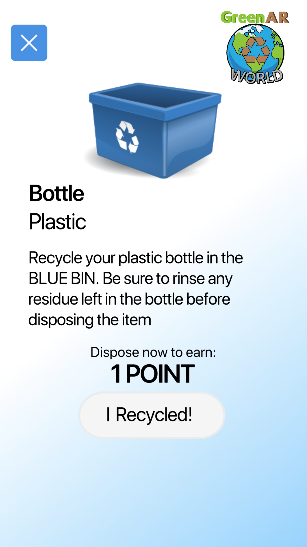 GreenAR
WORLD
Bottle
Plastic
Recycle your plastic bottle in the
BLUE BIN. Be sure to rinse any
residue left in the bottle before
disposing the item
Dispose now to earn:
1 POINT
I Recycled!